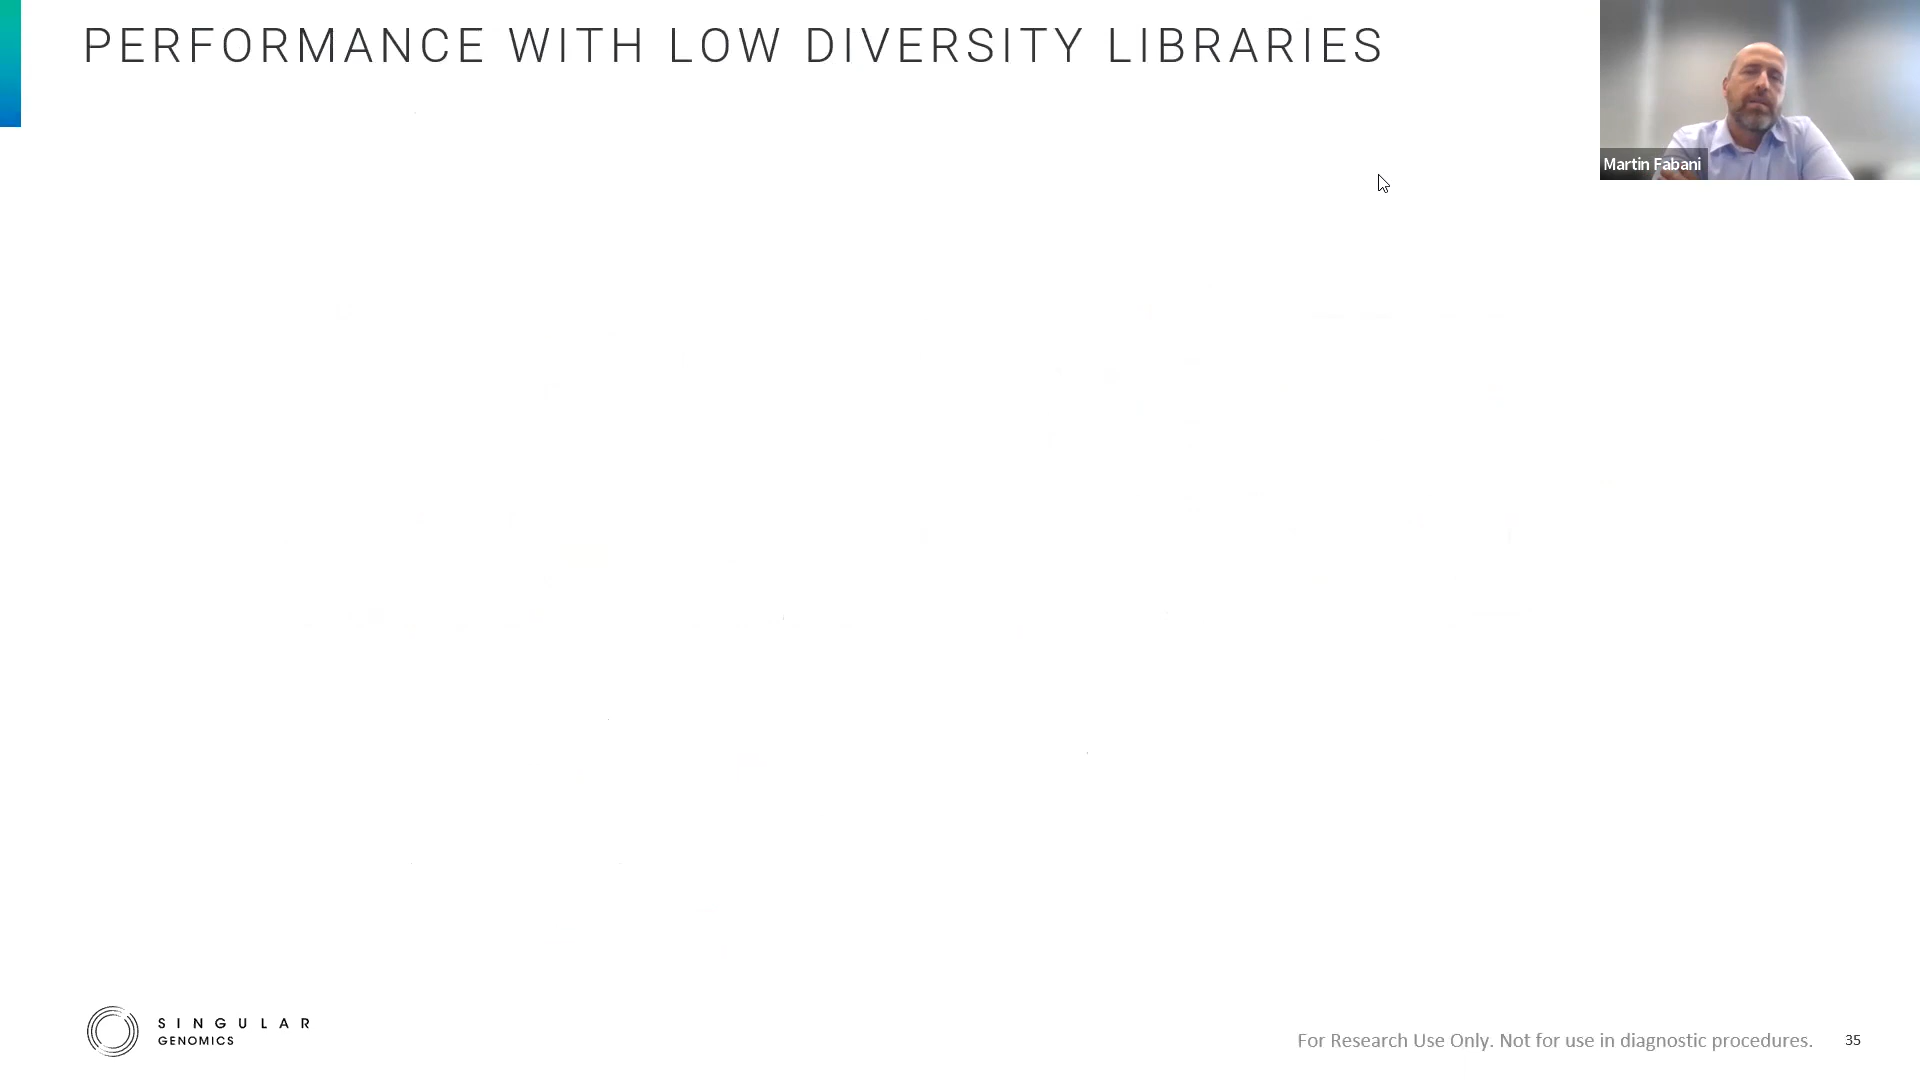 PERFORMANCE WITH LOW DIVERSITY LIBRARIES
Martin Fabani
SINGULAR
GENOMICS
For Research Use Only. Not for use in diagnostic procedures.
35